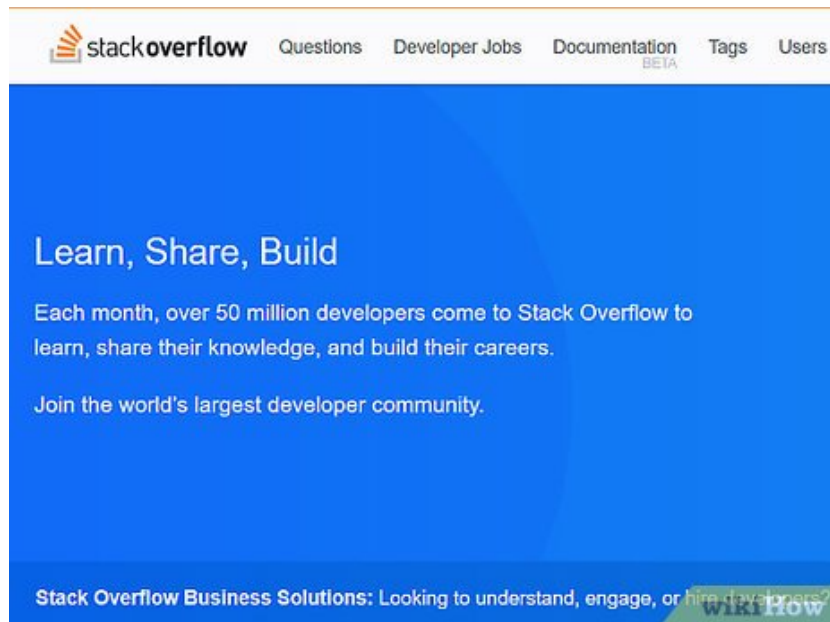 stackoverflow Questions Developer Jobs Documentation Tags Users
BETA
Learn, Share, Build
Each month, over 50 million developers come to Stack Overflow to
learn, share their knowledge, and build their careers.
Join the world's largest developer community.
Stack Overflow Business Solutions: Looking to understand, engage, or hire developers?
wikiHow